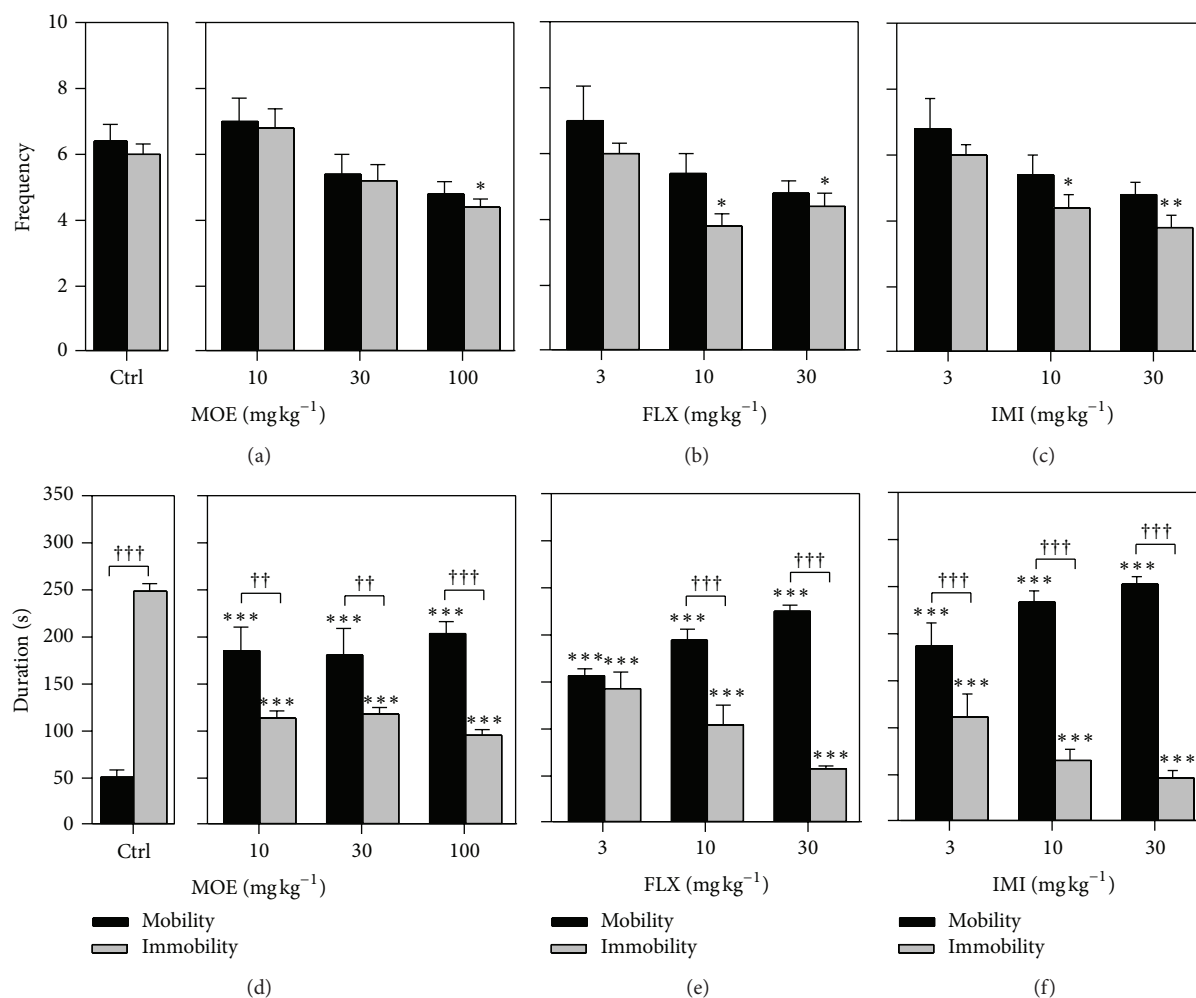 10
8
6
4
2
0
Frequency
*
*
*
*
**
Ctrl
10 30 100
3 10 30
3 10 30
MOE (mg kg−1)
FLX (mg kg−1)
IMI (mg kg−1)
(a)
(b)
(c)
350
300
250
200
150
100
50
0
Duration (s)
†††
†† †† †††
*** *** ***
*** *** ***
††† †††
*** *** *** ***
*** ***
††† ††† †††
*** *** ***
*** *** ***
Ctrl
10 30 100
3 10 30
3 10 30
MOE (mg kg−1)
FLX (mg kg−1)
IMI (mg kg−1)
Mobility
Immobility
Mobility
Immobility
Mobility
Immobility
(d)
(e)
(f)